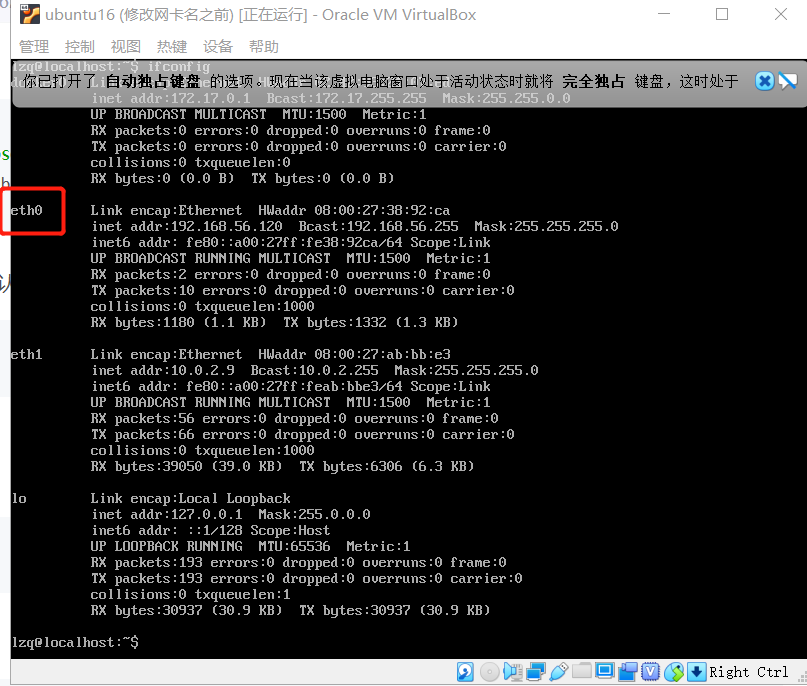 ubuntu16 (修改网卡名之前) [正在运行] - Oracle VM VirtualBox
管理 控制 视图 热键 设备 帮助
lzq@localhost:~$ ifconfig
你已打开了 自动独占键盘 的选项。现在当该虚拟电脑窗口处于活动状态时就将 完全独占 键盘，这时处于
inet addr:172.17.0.1 Bcast:172.17.255.255 Mask:255.255.0.0
UP BROADCAST MULTICAST MTU:1500 Metric:1
RX packets:0 errors:0 dropped:0 overruns:0 frame:0
TX packets:0 errors:0 dropped:0 overruns:0 carrier:0
collisions:0 txqueuelen:0
RX bytes:0 (0.0 B) TX bytes:0 (0.0 B)
eth0 Link encap:Ethernet HWaddr 08:00:27:38:92:ca
inet addr:192.168.56.120 Bcast:192.168.56.255 Mask:255.255.255.0
inet6 addr: fe80::a00:27ff:fe38:92ca/64 Scope:Link
UP BROADCAST RUNNING MULTICAST MTU:1500 Metric:1
RX packets:2 errors:0 dropped:0 overruns:0 frame:0
TX packets:10 errors:0 dropped:0 overruns:0 carrier:0
collisions:0 txqueuelen:1000
RX bytes:1180 (1.1 KB) TX bytes:1332 (1.3 KB)
eth1 Link encap:Ethernet HWaddr 08:00:27:ab:bb:e3
inet addr:10.0.2.9 Bcast:10.0.2.255 Mask:255.255.255.0
inet6 addr: fe80::a00:27ff:feab:bbe3/64 Scope:Link
UP BROADCAST RUNNING MULTICAST MTU:1500 Metric:1
RX packets:56 errors:0 dropped:0 overruns:0 frame:0
TX packets:66 errors:0 dropped:0 overruns:0 carrier:0
collisions:0 txqueuelen:1000
RX bytes:39050 (39.0 KB) TX bytes:6306 (6.3 KB)
lo Link encap:Local Loopback
inet addr:127.0.0.1 Mask:255.0.0.0
inet6 addr: ::1/128 Scope:Host
UP LOOPBACK RUNNING MTU:65536 Metric:1
RX packets:193 errors:0 dropped:0 overruns:0 frame:0
TX packets:193 errors:0 dropped:0 overruns:0 carrier:0
collisions:0 txqueuelen:1
RX bytes:30937 (30.9 KB) TX bytes:30937 (30.9 KB)
lzq@localhost:~$
Right Ctrl